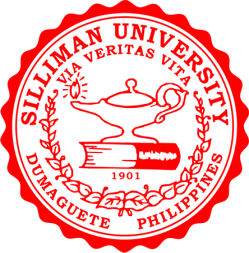 SILLIMAN UNIVERSITY
VIA VERITAS VITA
1901
DUMAGUETE PHILIPPINES